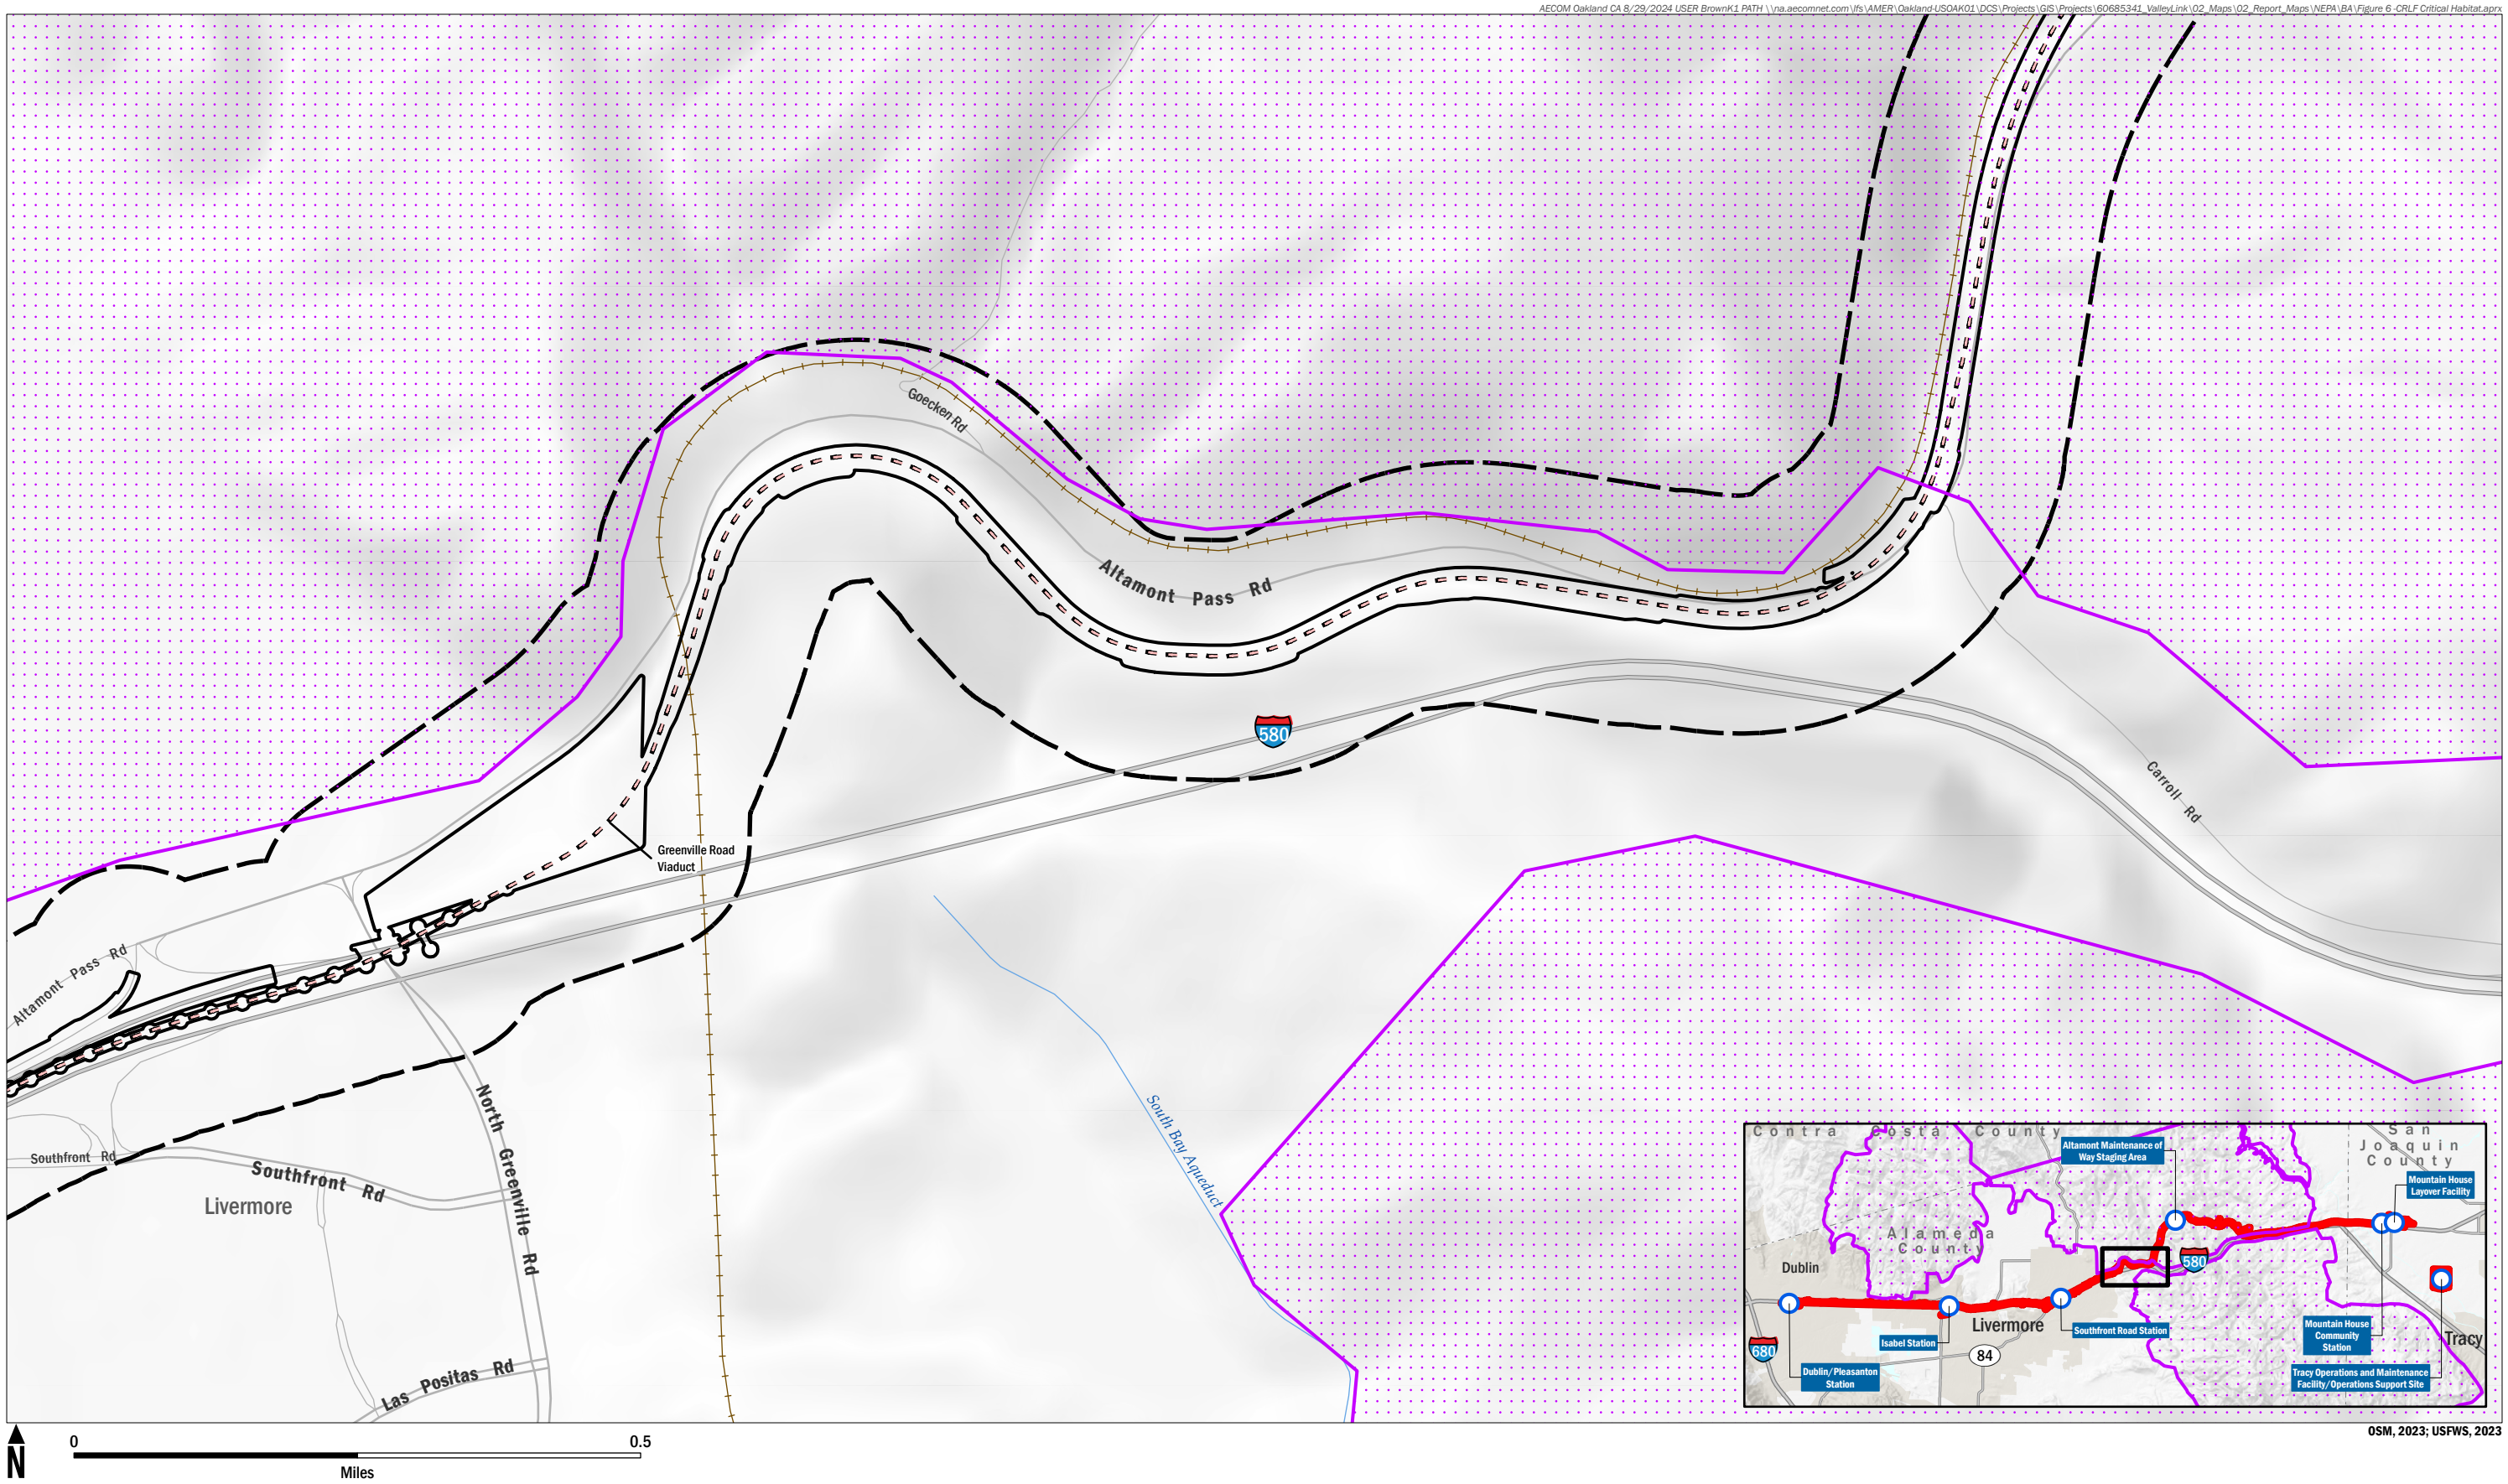 AECOM Oakland CA 8/29/2024 USER BrownK1 PATH \\na.aecomnet.com\lfs\AMER\Oakland-USOAK01\DCS\Projects\GIS\Projects\60685341_ValleyLink\02_Maps\02_Report_Maps\NEPA\BA\Figure 6 -CRLF Critical Habitat.aprx
Goecken Rd
Altamont Pass Rd
580
Carroll Rd
Greenville Road
Viaduct
Altamont Pass Rd
South Bay Aqueduct
North Greenville Rd
Southfront Rd
Southfront Rd
Livermore
Las Positas Rd
Contra Costa County
San
Joaquin
County
Altamont Maintenance of
Way Staging Area
Mountain House
Layover Facility
Alameda
County
Dublin
580
Livermore
Southfront Road Station
Isabel Station
Mountain House
Community
Station
Tracy
680
84
Dublin/Pleasanton
Station
Tracy Operations and Maintenance
Facility/Operations Support Site
N
0 0.5
Miles
OSM, 2023; USFWS, 2023